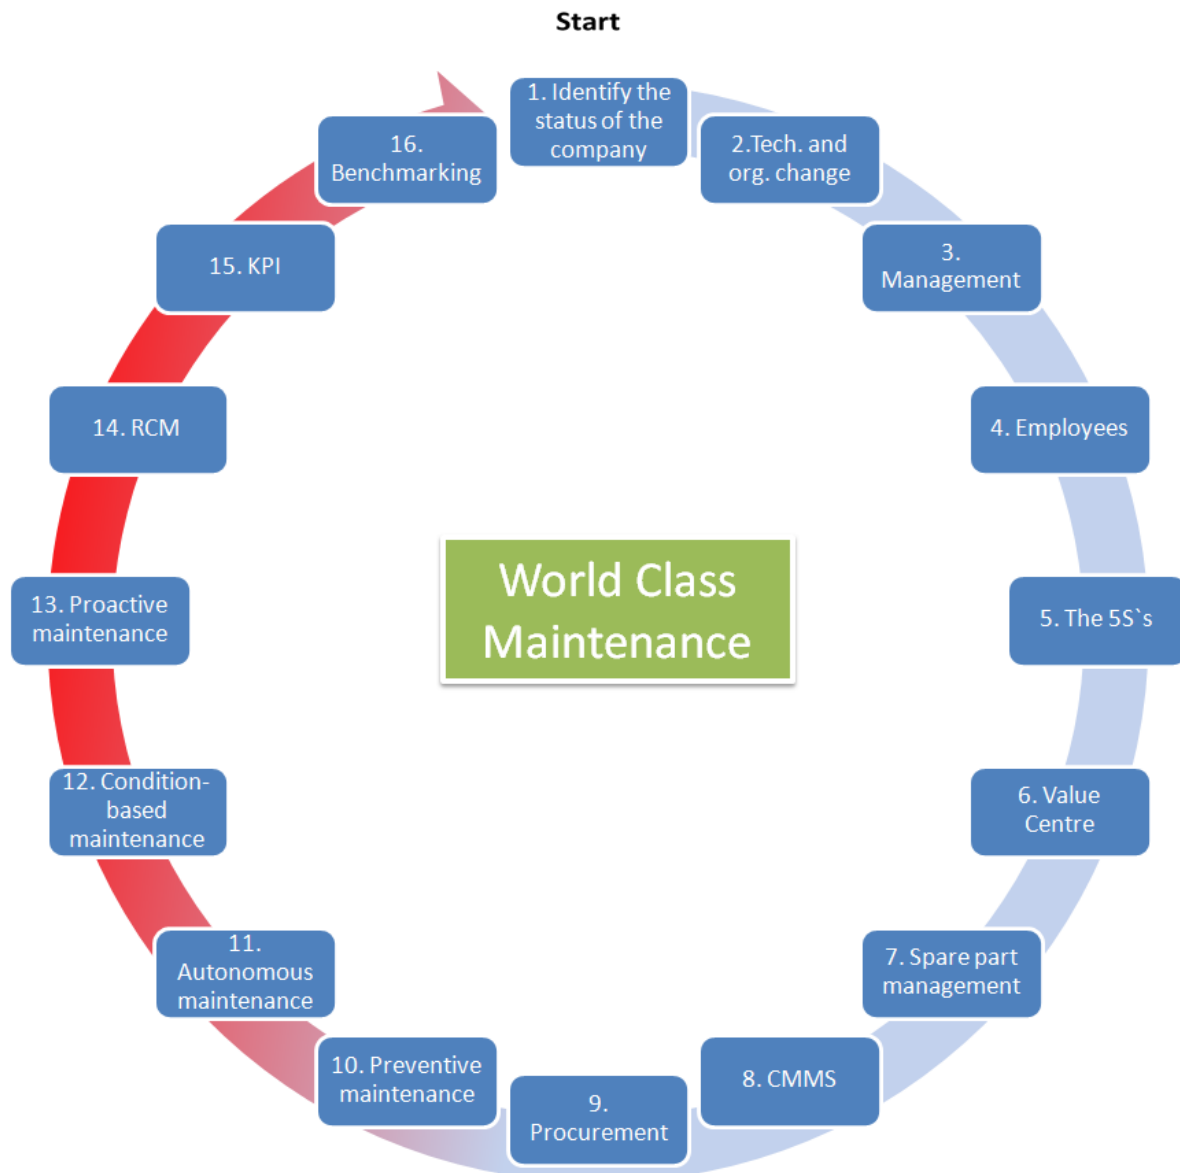 Start
1. Identify the
status of the
company
2.Tech. and
org. change
3.
Management
4. Employees
5. The 5S`s
6. Value
Centre
7. Spare part
management
8. CMMS
9.
Procurement
10. Preventive
maintenance
11.
Autonomous
maintenance
12. Condition-
based
maintenance
13. Proactive
maintenance
14. RCM
15. KPI
16.
Benchmarking
World Class
Maintenance